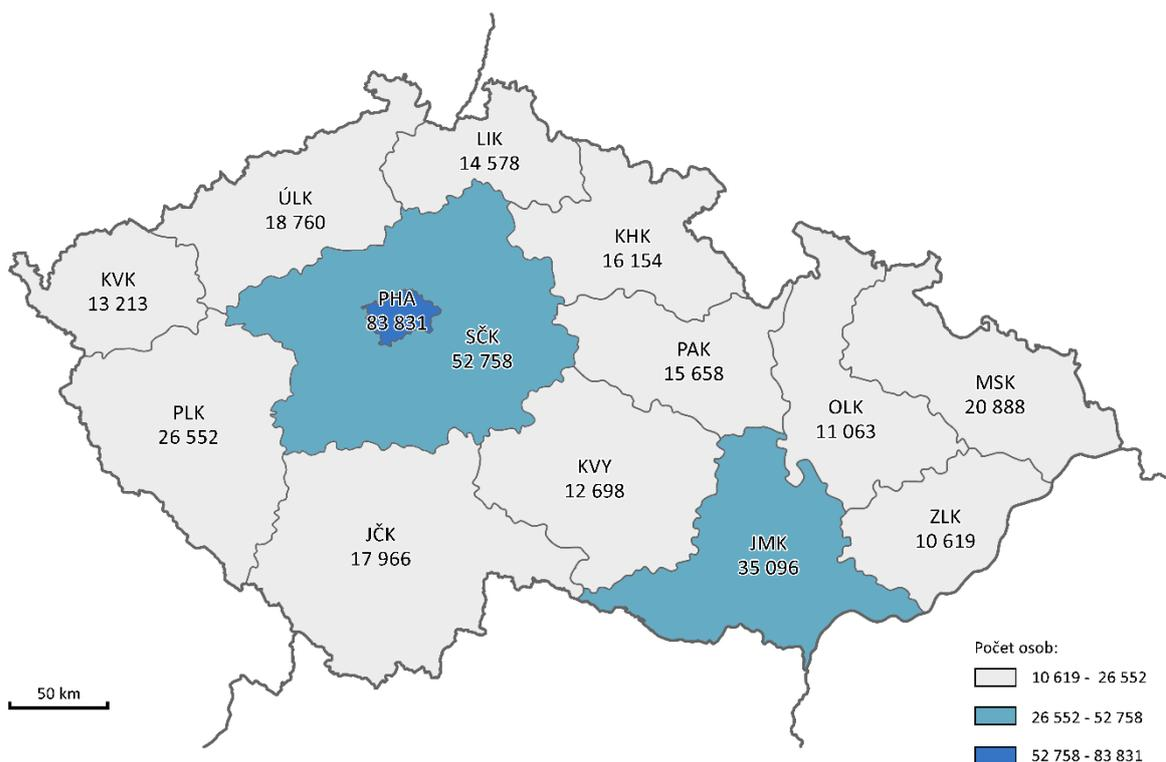 LIK
14 578
ÚLK
18 760
KHK
16 154
KVK
13 213
PHA
83 831
SČK
52 758
PAK
15 658
MSK
20 888
PLK
26 552
OLK
11 063
KVY
12 698
ZLK
10 619
JČK
17 966
JMK
35 096
50 km
Počet osob:
10 619 - 26 552
26 552 - 52 758
52 758 - 83 831